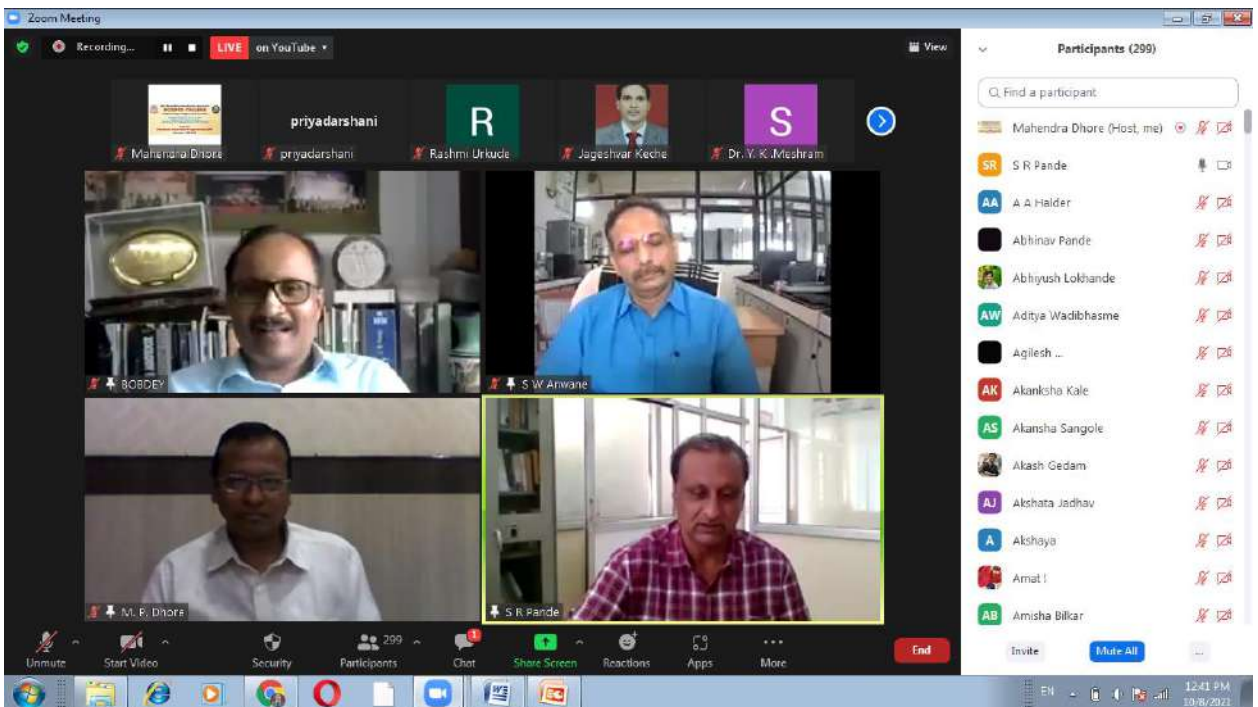 Zoom Meeting
Recording...
LIVE on YouTube
View
Participants (299)
Find a participant
priyadarshani
R
S
Mahendra Dhore
priyadarshani
Rashmi Urkude
Jageshvar Keche
Dr. Y. K .Meshram
BOBDEY
S W Anwane
M. P. Dhore
S R Pande
Mahendra Dhore (Host, me)
SR S R Pande
AA A A Halder
Abhinav Pande
Abhiyush Lokhande
AW Aditya Wadibhasme
Agilesh ...
AK Akanksha Kale
AS Akansha Sangole
Akash Gedam
AJ Akshata Jadhav
A Akshaya
Amat !
AB Amisha Bilkar
Unmute
Start Video
Security
299
Participants
1
Chat
Share Screen
Reactions
Apps
More
End
Invite
Mute All
...
EN
12:41 PM
10/8/2021